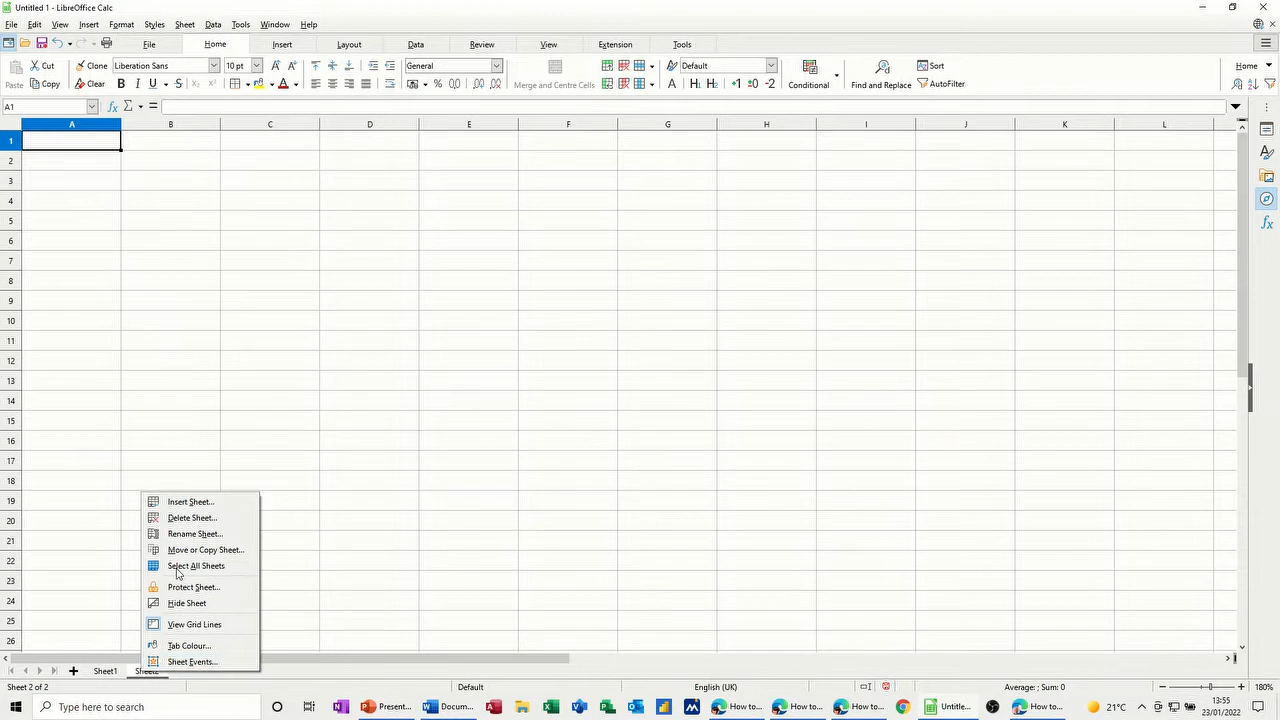 Untitled 1 - LibreOffice Calc
File Edit View Insert Format Styles Sheet Data Tools Window Help
File Home Insert Layout Data Review View Extension Tools
Cut Clone Liberation Sans 10 pt General Default Sort Home
Paste Copy Clear B I U Merge and Centre Cells A H1 H2 +1 ±0 -2 Conditional Find and Replace AutoFilter
A1
A B C D E F G H I J K L
1
2
3
4
5
6
7
8
9
10
11
12
13
14
15
16
17
18
19
20
21
22
23
24
25
26
Insert Sheet...
Delete Sheet...
Rename Sheet...
Move or Copy Sheet...
Select All Sheets
Protect Sheet...
Hide Sheet
View Grid Lines
Tab Colour...
Sheet Events...
Sheet1 Sheet2
Sheet 2 of 2 Default English (UK) Average: ; Sum: 0 180%
Type here to search Present... Docum... How to... How to... How to... Untitle... How to... 21°C 13:55
23/01/2022